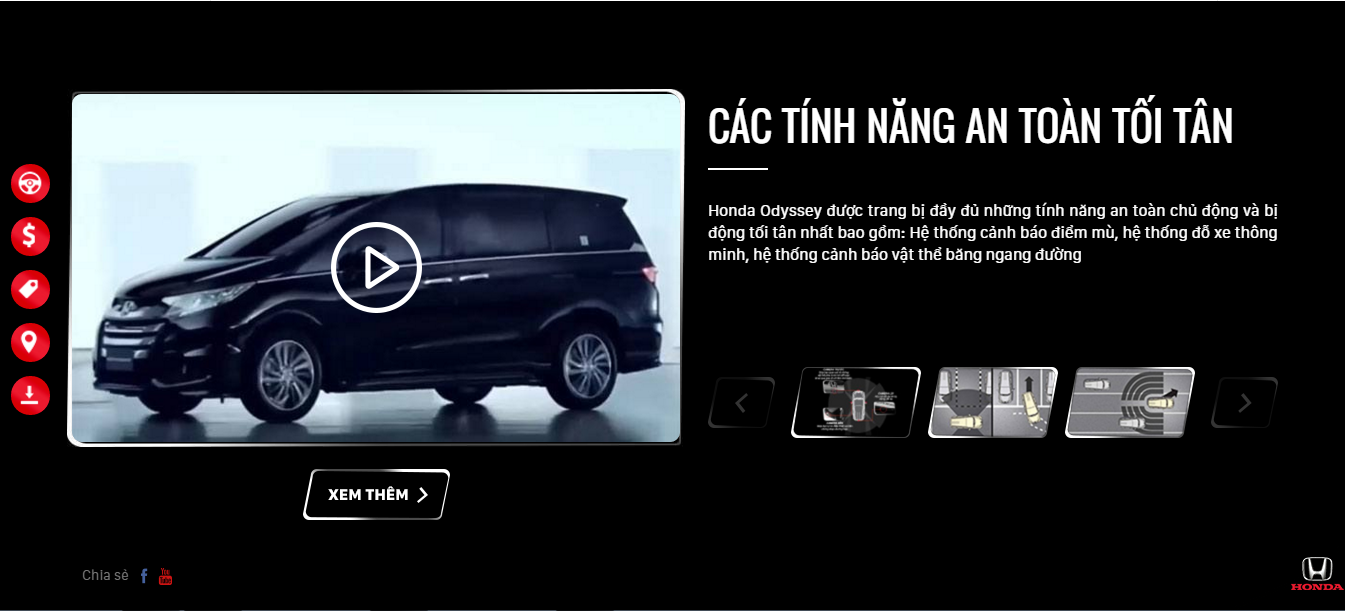 CÁC TÍNH NĂNG AN TOÀN TỐI TÂN
Honda Odyssey được trang bị đầy đủ những tính năng an toàn chủ động và bị
động tối tân nhất bao gồm: Hệ thống cảnh báo điểm mù, hệ thống đỗ xe thông
minh, hệ thống cảnh báo vật thể băng ngang đường
XEM THÊM
Chia sẻ
You
Tube
HONDA